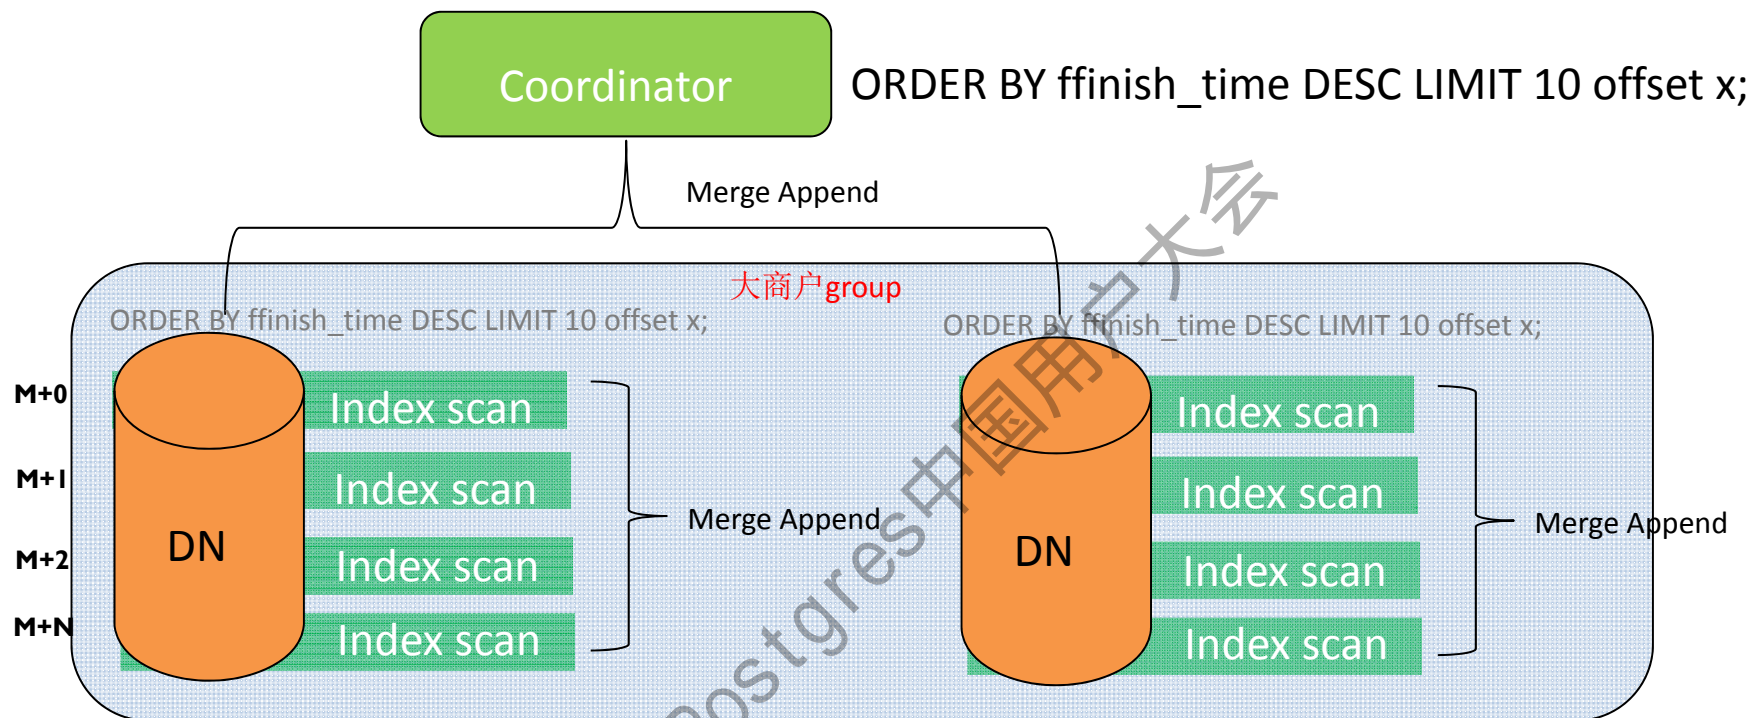 Coordinator
ORDER BY ffinish_time DESC LIMIT 10 offset x;
Merge Append
大商户group
ORDER BY ffinish_time DESC LIMIT 10 offset x;
ORDER BY ffinish_time DESC LIMIT 10 offset x;
M+0
Index scan
Index scan
M+1
Index scan
Index scan
DN
Merge Append
DN
Merge Append
M+2
Index scan
Index scan
M+N
Index scan
Index scan
Postgres中国用户大会